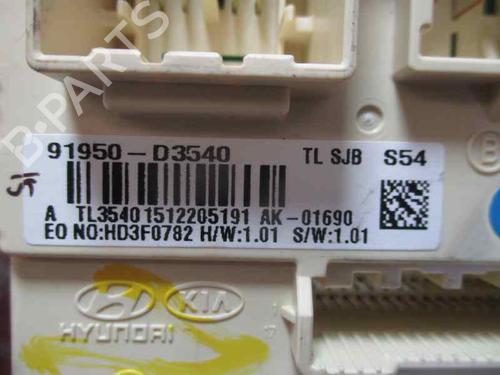 B-PARTS
91950-D3540 TL SJB S54
A TL35401512205191 AK-01690
EO NO:HD3F0782 H/W:1.01 S/W:1.01
KIA
HYUNDAI